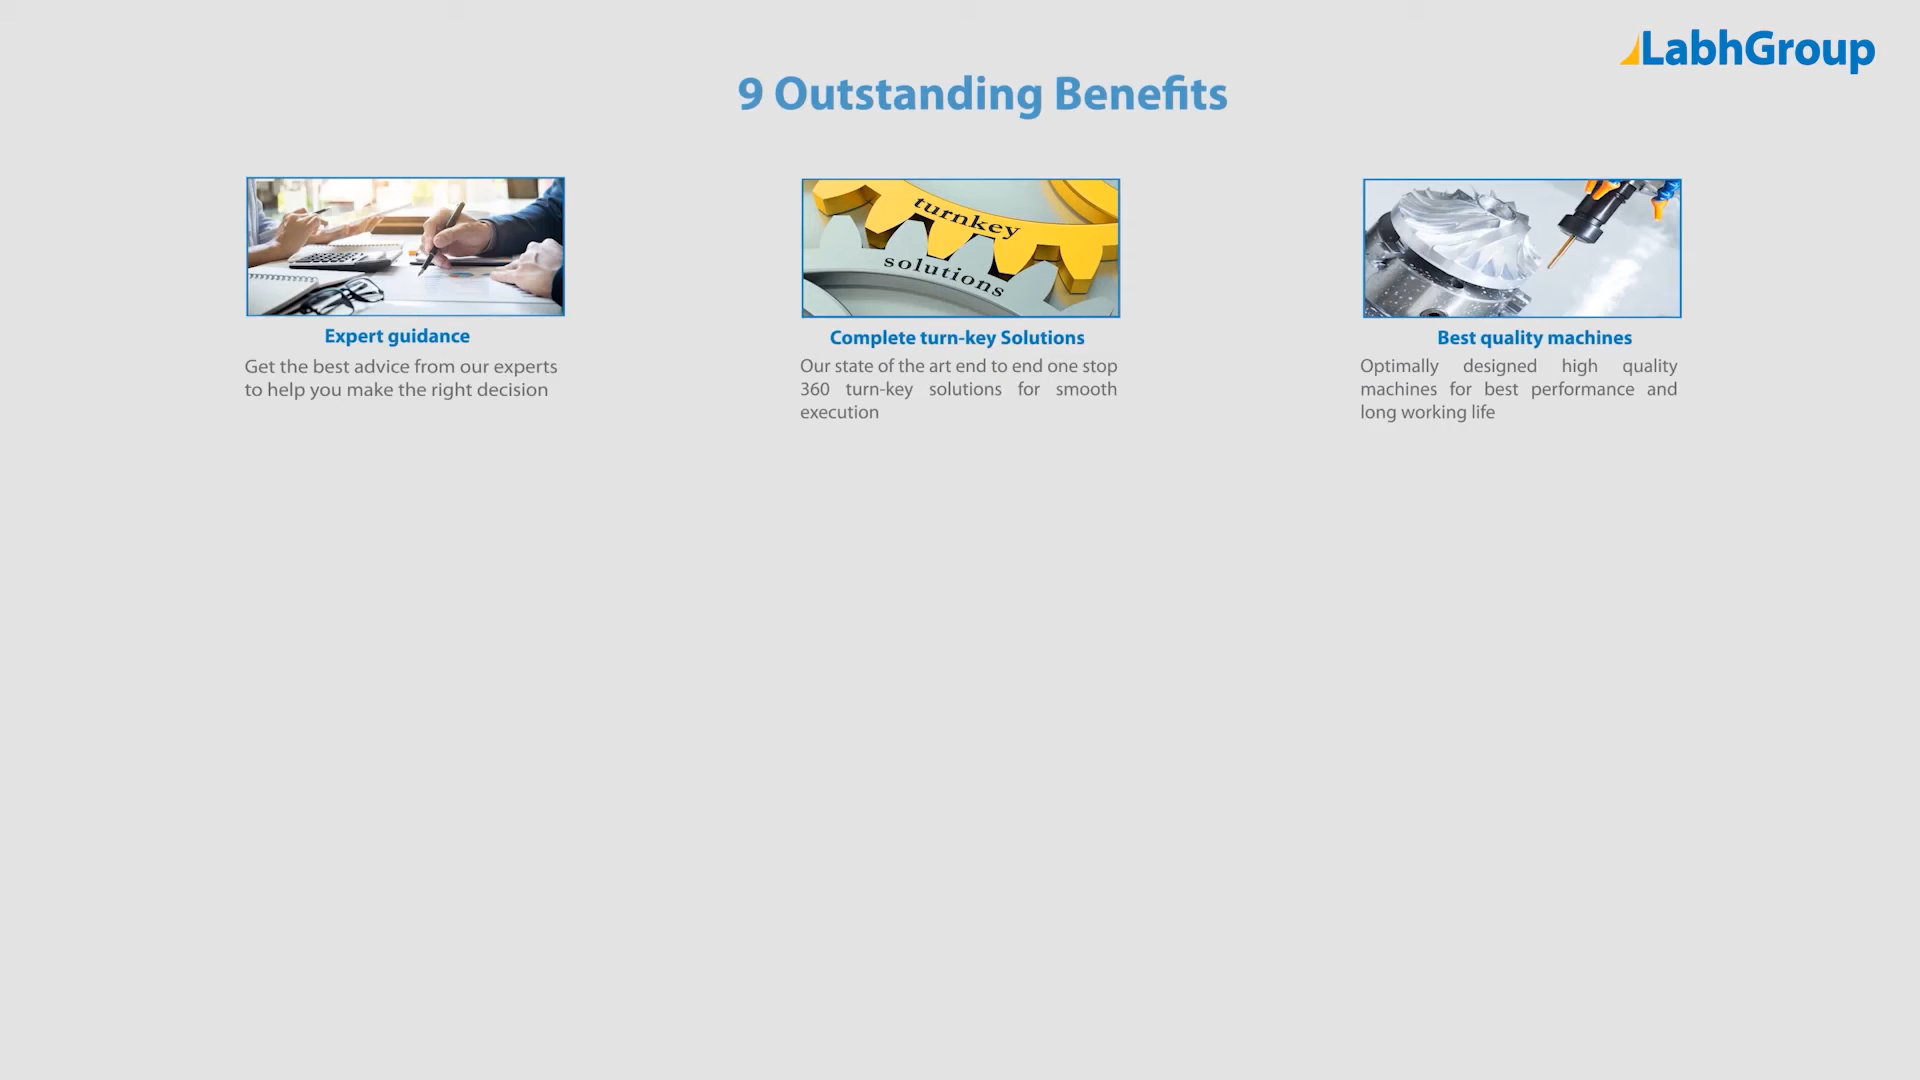 LabhGroup
9 Outstanding Benefits
turnkey
solutions
Expert guidance
Get the best advice from our experts
to help you make the right decision
Complete turn-key Solutions
Our state of the art end to end one stop
360 turn-key solutions for smooth
execution
Best quality machines
Optimally designed high quality
machines for best performance and
long working life